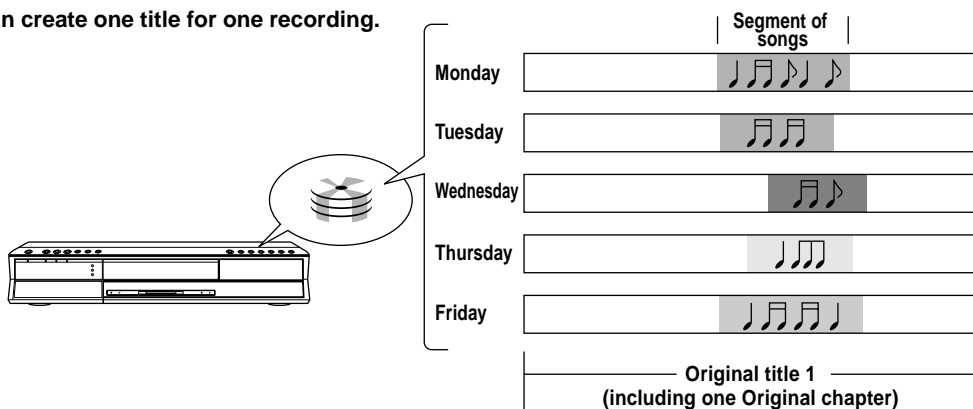 n create one title for one recording.
Segment of
songs
Monday
Tuesday
Wednesday
Thursday
Friday
Original title 1
(including one Original chapter)